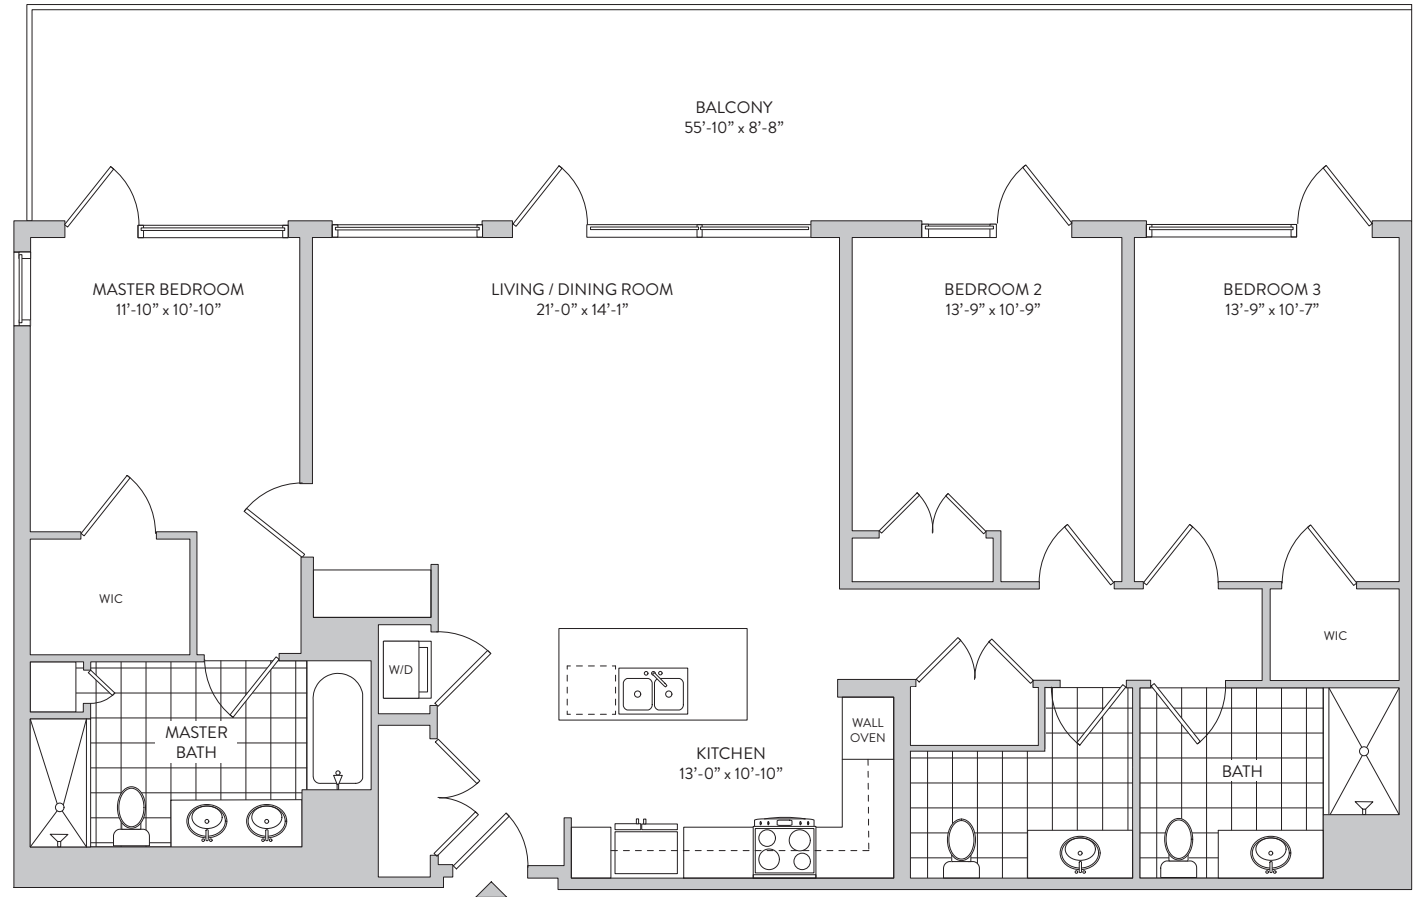 BALCONY
55’-10” x 8’-8”
MASTER BEDROOM
11’-10” x 10’-10”
LIVING / DINING ROOM
21’-0” x 14’-1”
BEDROOM 2
13’-9” x 10’-9”
BEDROOM 3
13’-9” x 10’-7”
WIC
WIC
W/D
MASTER
BATH
WALL
OVEN
KITCHEN
13’-0” x 10’-10”
BATH